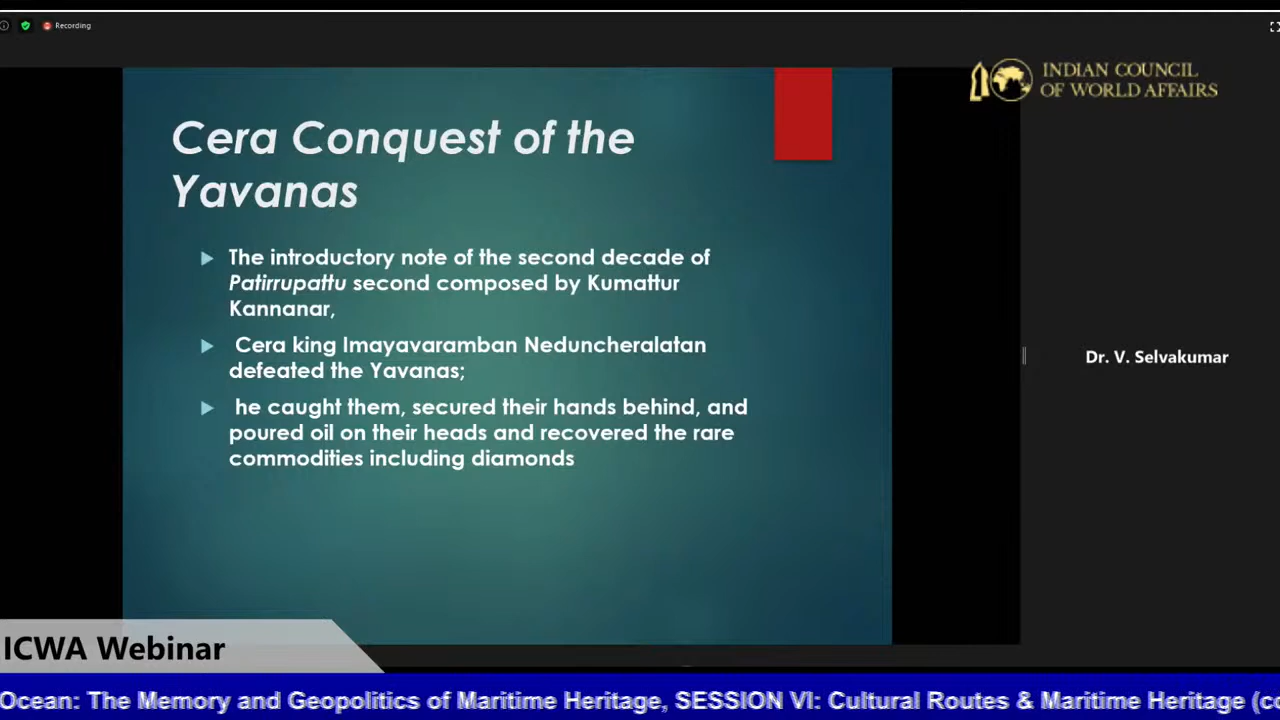 Recording
INDIAN COUNCIL
OF WORLD AFFAIRS
Cera Conquest of the
Yavanas
The introductory note of the second decade of
Patirrupattu second composed by Kumattur
Kannanar,
Cera king Imayavaramban Neduncheralatan
defeated the Yavanas;
he caught them, secured their hands behind, and
poured oil on their heads and recovered the rare
commodities including diamonds
Dr. V. Selvakumar
ICWA Webinar
Ocean: The Memory and Geopolitics of Maritime Heritage, SESSION VI: Cultural Routes & Maritime Heritage (co